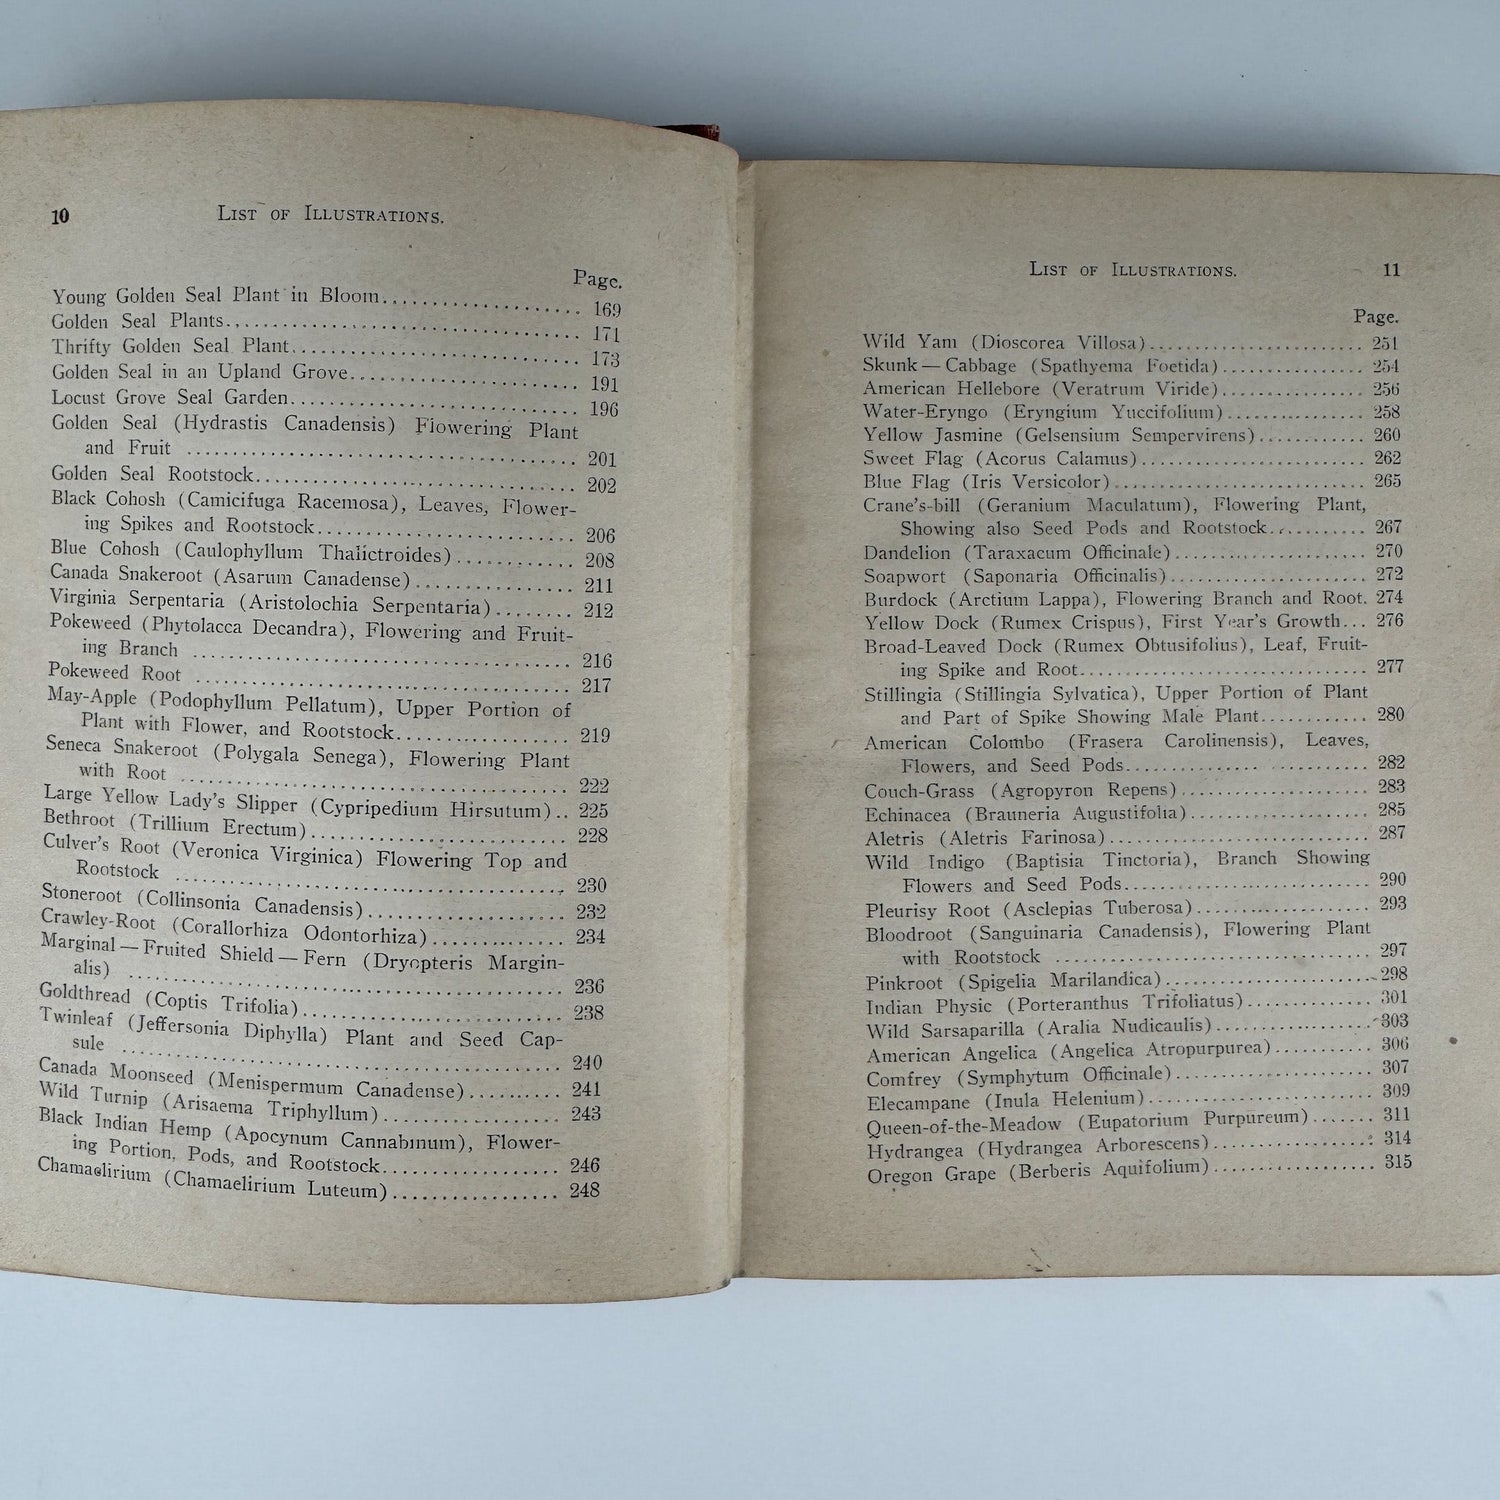 10 List of Illustrations.
Page.
Young Golden Seal Plant in Bloom........................ 169
Golden Seal Plants.................................. 171
Thrifty Golden Seal Plant............................ 173
Golden Seal in an Upland Grove...................... 191
Locust Grove Seal Garden............................ 196
Golden Seal (Hydrastis Canadensis) Flowering Plant
and Fruit ........................................ 201
Golden Seal Rootstock............................... 202
Black Cohosh (Camicifuga Racemosa), Leaves, Flower-
ing Spikes and Rootstock......................... 206
Blue Cohosh (Caulophyllum Thalictroides)............ 208
Canada Snakeroot (Asarum Canadense)............... 211
Virginia Serpentaria (Aristolochia Serpentaria)........ 212
Pokeweed (Phytolacca Decandra), Flowering and Fruit-
ing Branch ...................................... 216
Pokeweed Root ..................................... 217
May-Apple (Podophyllum Pellatum), Upper Portion of
Plant with Flower, and Rootstock................. 219
Seneca Snakeroot (Polygala Senega), Flowering Plant
with Root ....................................... 222
Large Yellow Lady's Slipper (Cypripedium Hirsutum).. 225
Bethroot (Trillium Erectum)......................... 228
Culver's Root (Veronica Virginica) Flowering Top and
Rootstock ....................................... 230
Stoneroot (Collinsonia Canadensis)................... 232
Crawley-Root (Corallorhiza Odontorhiza)............. 234
Marginal — Fruited Shield — Fern (Dryopteris Margin-
alis) ............................................ 236
Goldthread (Coptis Trifolia)......................... 238
Twinleaf (Jeffersonia Diphylla) Plant and Seed Cap-
sule ............................................. 240
Canada Moonseed (Menispermum Canadense).......... 241
Wild Turnip (Arisaema Triphyllum).................. 243
Black Indian Hemp (Apocynum Cannabinum), Flower-
ing Portion, Pods, and Rootstock................. 246
Chamaelirium (Chamaelirium Luteum)................. 248
List of Illustrations. 11
Page.
Wild Yam (Dioscorea Villosa)........................ 251
Skunk — Cabbage (Spathyema Foetida)................ 254
American Hellebore (Veratrum Viride)................ 256
Water-Eryngo (Eryngium Yuccifolium)................ 258
Yellow Jasmine (Gelsensium Sempervirens)............ 260
Sweet Flag (Acorus Calamus)......................... 262
Blue Flag (Iris Versicolor)........................... 265
Crane's-bill (Geranium Maculatum), Flowering Plant,
Showing also Seed Pods and Rootstock........... 267
Dandelion (Taraxacum Officinale)..................... 270
Soapwort (Saponaria Officinalis)...................... 272
Burdock (Arctium Lappa), Flowering Branch and Root. 274
Yellow Dock (Rumex Crispus), First Year's Growth... 276
Broad-Leaved Dock (Rumex Obtusifolius), Leaf, Fruit-
ing Spike and Root............................... 277
Stillingia (Stillingia Sylvatica), Upper Portion of Plant
and Part of Spike Showing Male Plant............ 280
American Colombo (Frasera Carolinensis), Leaves,
Flowers, and Seed Pods.......................... 282
Couch-Grass (Agropyron Repens).................... 283
Echinacea (Brauneria Augustifolia)................... 285
Aletris (Aletris Farinosa)............................ 287
Wild Indigo (Baptisia Tinctoria), Branch Showing
Flowers and Seed Pods........................... 290
Pleurisy Root (Asclepias Tuberosa)................... 293
Bloodroot (Sanguinaria Canadensis), Flowering Plant
with Rootstock .................................. 297
Pinkroot (Spigelia Marilandica)....................... 298
Indian Physic (Porteranthus Trifoliatus).............. 301
Wild Sarsaparilla (Aralia Nudicaulis)................. 303
American Angelica (Angelica Atropurpurea).......... 306
Comfrey (Symphytum Officinale)..................... 307
Elecampane (Inula Helenium)........................ 309
Queen-of-the-Meadow (Eupatorium Purpureum)....... 311
Hydrangea (Hydrangea Arborescens)................. 314
Oregon Grape (Berberis Aquifolium).................. 315